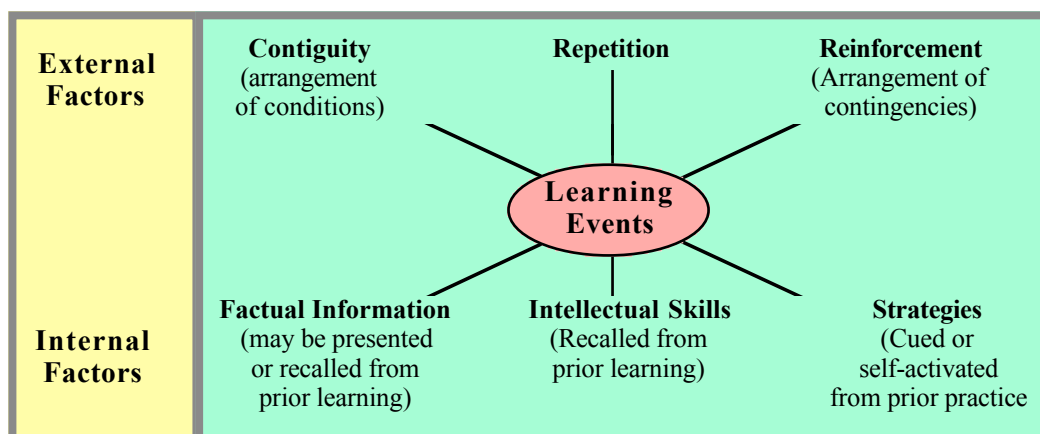 External
Factors
Contiguity
(arrangement
of conditions)
Repetition
Reinforcement
(Arrangement of
contingencies)
Learning
Events
Internal
Factors
Factual Information
(may be presented
or recalled from
prior learning)
Intellectual Skills
(Recalled from
prior learning)
Strategies
(Cued or
self-activated
from prior practice